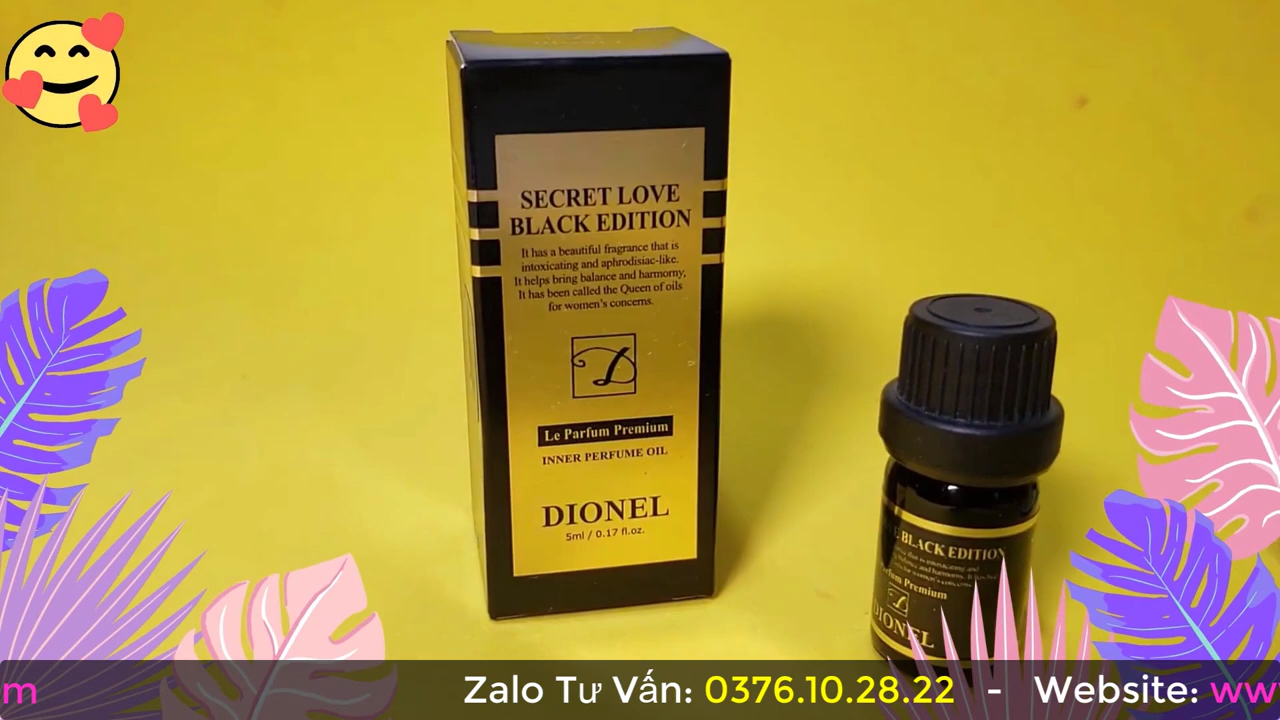 SECRET LOVE
BLACK EDITION
It has a beautiful fragrance that is
intoxicating and aphrodisiac-like.
It helps bring balance and harmorny,
It has been called the Queen of oils
for women's concerns.
D
Le Parfum Premium
INNER PERFUME OIL
DIONEL
5ml / 0.17 fl.oz.
BLACK EDITION
Premium
D
DIONEL
m Zalo Tư Vấn: 0376.10.28.22 - Website: www